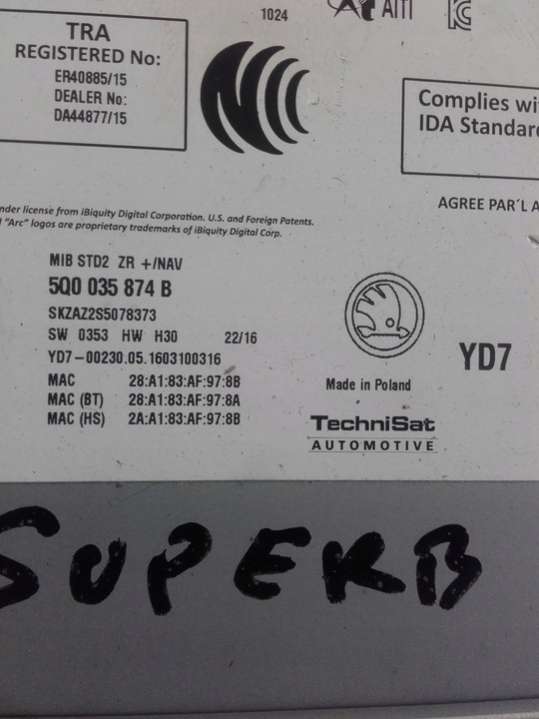 1024
AITI
TRA
REGISTERED No:
ER40885/15
DEALER No:
DA44877/15
Complies
IDA
AGREE PAR´L
under license from iBiquity Digital Corporation. U.S. and Foreign Patents.
"Arc" logos are proprietary trademarks of iBiquity Digital Corp.
MIB STD2 ZR +/NAV
5Q0 035 874 B
SKZAZ2S5078373
SW 0353 HW H30 22/16
YD7-00230.05.1603100316
MAC 28:A1:83:AF:97:8B
MAC (BT) 28:A1:83:AF:97:8A
MAC (HS) 2A:A1:83:AF:97:8B
YD7
Made in Poland
TechniSat
AUTOMOTIVE
SUPERB